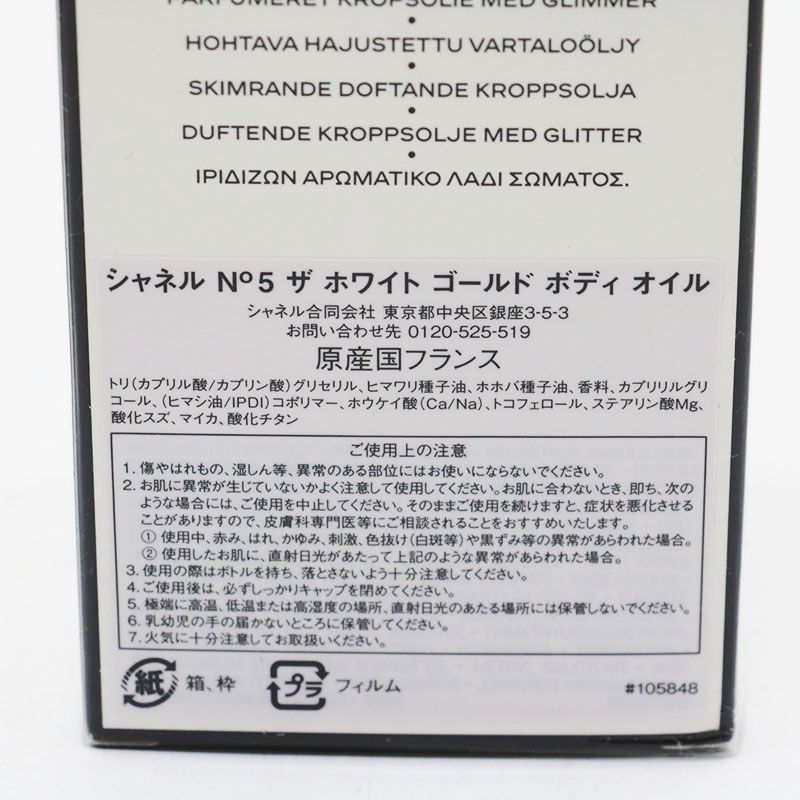 PARFUMERET KROPSOLIE MED GLIMMER
•
HOHTAVA HAJUSTETTU VARTALOÖLJY
•
SKIMRANDE DOFTANDE KROPPSOLJA
•
DUFTENDE KROPPSOLJE MED GLITTER
•
ΙΡΙΔΙΖΩΝ ΑΡΩΜΑΤΙΚΟ ΛΑΔΙ ΣΩΜΑΤΟΣ.
シャネル Nº5 ザ ホワイト ゴールド ボディ オイル
シャネル合同会社 東京都中央区銀座3-5-3
お問い合わせ先 0120-525-519
原産国フランス
トリ(カプリル酸/カプリン酸)グリセリル、ヒマワリ種子油、ホホバ種子油、香料、カプリリルグリ
コール、(ヒマシ油/IPDI)コポリマー、ホウケイ酸(Ca/Na)、トコフェロール、ステアリン酸Mg、
酸化スズ、マイカ、酸化チタン
ご使用上の注意
1. 傷やはれもの、湿しん等、異常のある部位にはお使いにならないでください。
2. お肌に異常が生じていないかよく注意して使用してください。お肌に合わないとき、即ち、次の
ような場合には、ご使用を中止してください。そのままご使用を続けますと、症状を悪化させる
ことがありますので、皮膚科専門医等にご相談されることをおすすめいたします。
① 使用中、赤み、はれ、かゆみ、刺激、色抜け(白斑等)や黒ずみ等の異常があらわれた場合。
② 使用したお肌に、直射日光があたって上記のような異常があらわれた場合。
3. 使用の際はボトルを持ち、落とさないよう十分注意してください。
4. ご使用後は、必ずしっかりキャップを閉めてください。
5. 極端に高温、低温または高湿度の場所、直射日光のあたる場所には保管しないでください。
6. 乳幼児の手の届かないところに保管してください。
7. 火気に十分注意してお取扱いください。
紙 箱、枠 プラ フィルム #105848